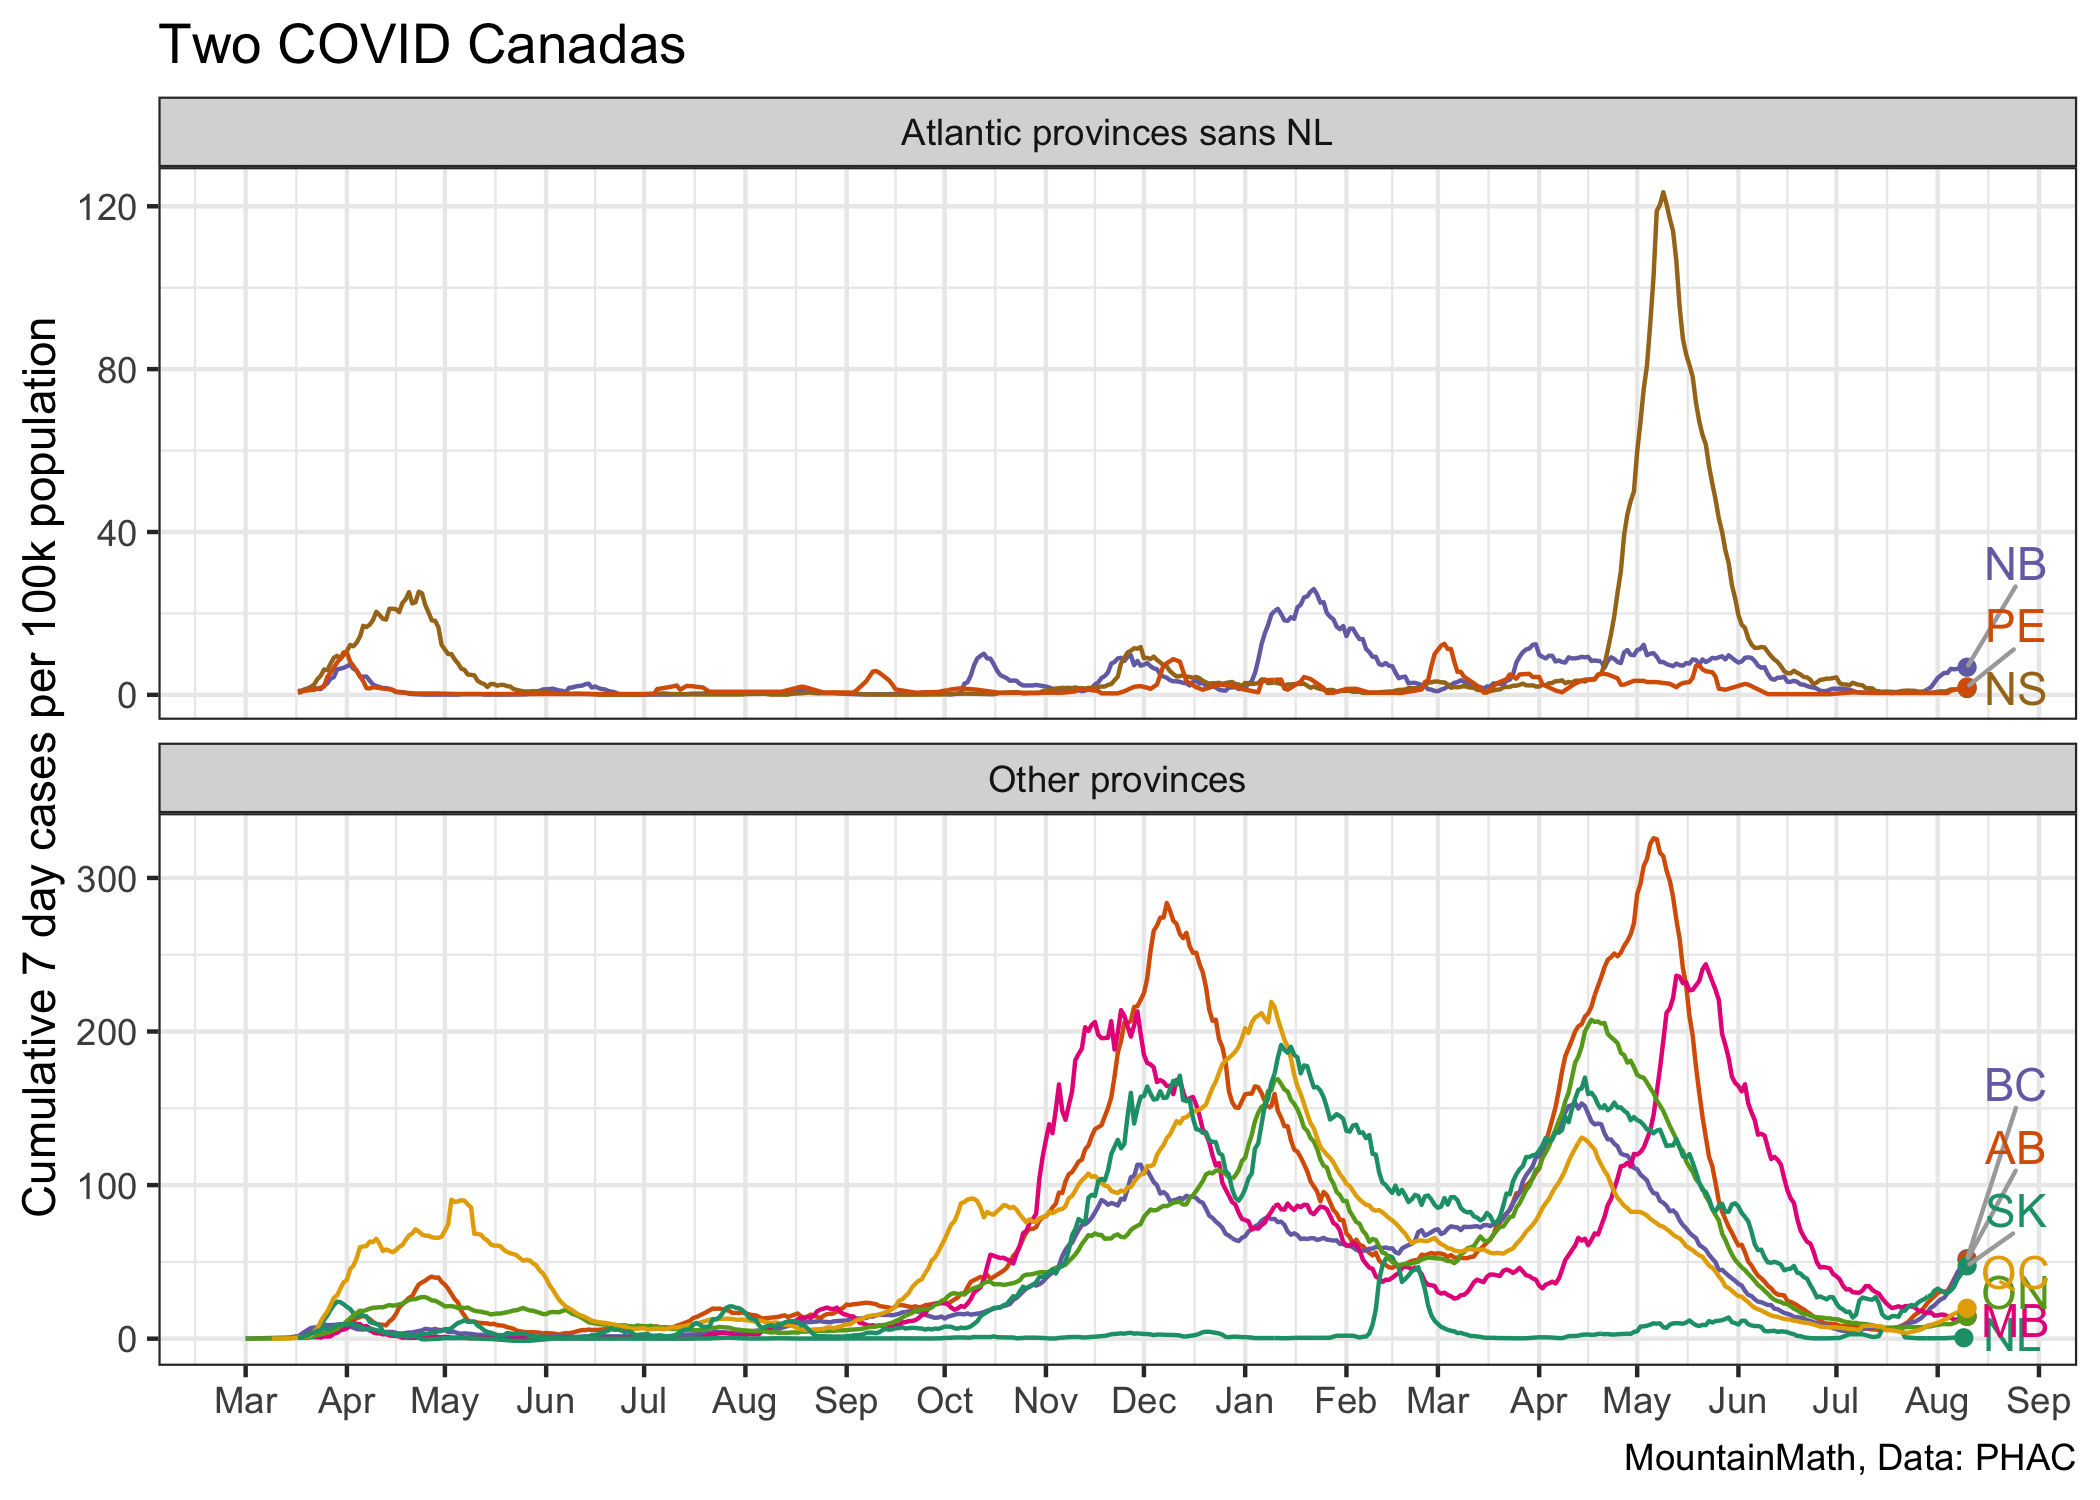 Two COVID Canadas
Atlantic provinces sans NL
120
80
40
0
NB
PE
NS
Cumulative 7 day cases per 100k population
Other provinces
300
200
100
0
BC
AB
SK
QC
ON
MB
NL
Mar Apr May Jun Jul Aug Sep Oct Nov Dec Jan Feb Mar Apr May Jun Jul Aug Sep
MountainMath, Data: PHAC